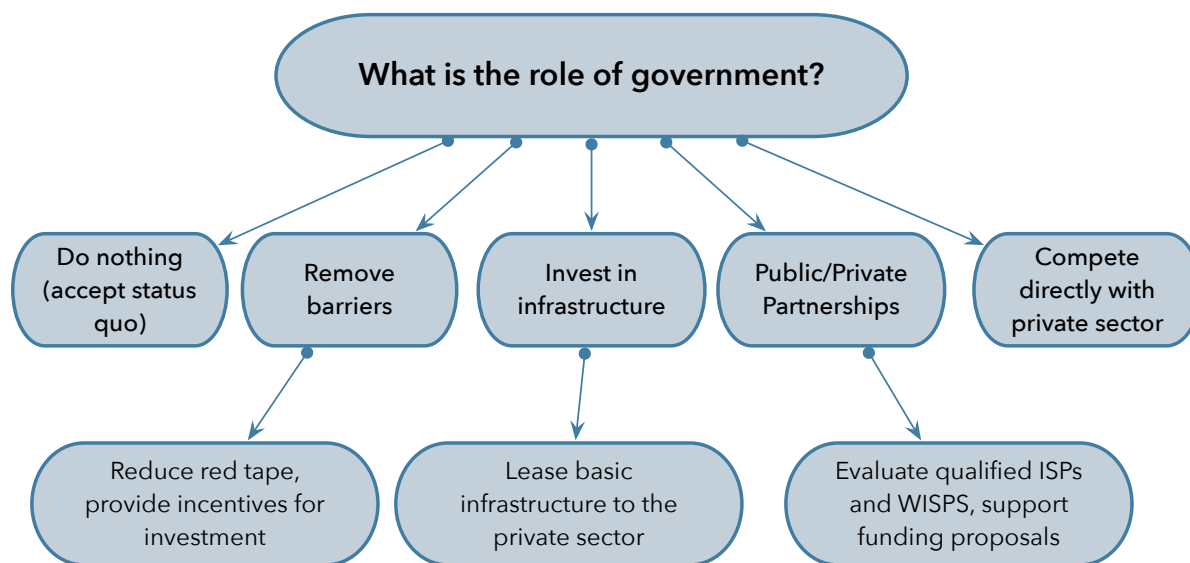 What is the role of government?
Do nothing
(accept status
quo)
Remove
barriers
Invest in
infrastructure
Public/Private
Partnerships
Compete
directly with
private sector
Reduce red tape,
provide incentives for
investment
Lease basic
infrastructure to the
private sector
Evaluate qualified ISPs
and WISPS, support
funding proposals